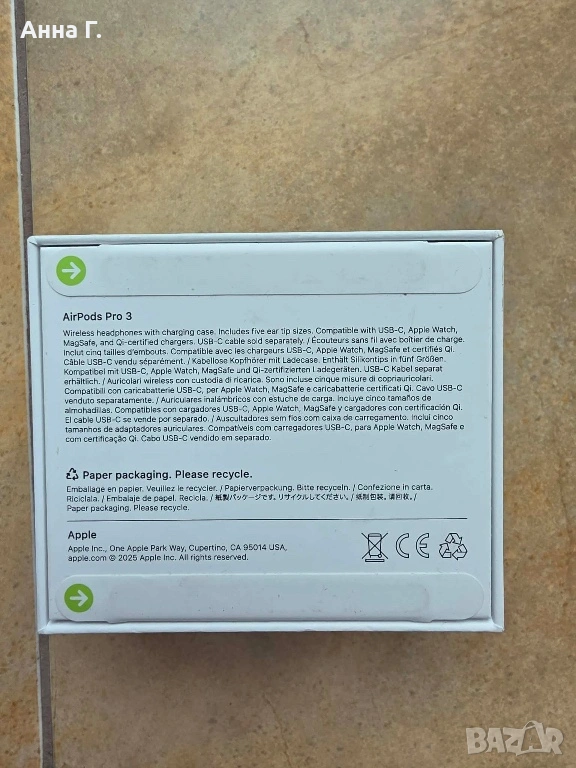 Анна Г.
AirPods Pro 3
Wireless headphones with charging case. Includes five ear tip sizes. Compatible with USB-C, Apple Watch,
MagSafe, and Qi-certified chargers. USB-C cable sold separately. / Écouteurs sans fil avec boîtier de charge.
Inclut cinq tailles d'embouts. Compatible avec les chargeurs USB-C, Apple Watch, MagSafe et certifiés Qi.
Câble USB-C vendu séparément. / Kabellose Kopfhörer mit Ladecase. Enthält Silikontips in fünf Größen.
Kompatibel mit USB-C, Apple Watch, MagSafe und Qi-zertifizierten Ladegeräten. USB-C Kabel separat
erhältlich. / Auricolari wireless con custodia di ricarica. Sono incluse cinque misure di copriauricolari.
Compatibili con caricabatterie USB-C, per Apple Watch, MagSafe e caricabatterie certificati Qi. Cavo USB-C
venduto separatamente. / Auriculares inalámbricos con estuche de carga. Incluye cinco tamaños de
almohadillas. Compatibles con cargadores USB-C, Apple Watch, MagSafe y cargadores con certificación Qi.
El cable USB-C se vende por separado. / Auscultadores sem fios com caixa de carregamento. Inclui cinco
tamanhos de adaptadores auriculares. Compatíveis com carregadores USB-C, para Apple Watch, MagSafe e
com certificação Qi. Cabo USB-C vendido em separado.
Paper packaging. Please recycle.
Emballage en papier. Veuillez le recycler. / Papierverpackung. Bitte recyceln. / Confezione in carta.
Riciclala. / Embalaje de papel. Recicla. / 紙製パッケージです。リサイクルしてください。/ 纸制包装。请回收。/
Paper packaging. Please recycle.
Apple
Apple Inc., One Apple Park Way, Cupertino, CA 95014 USA,
apple.com © 2025 Apple Inc. All rights reserved.
CE
BAZAR